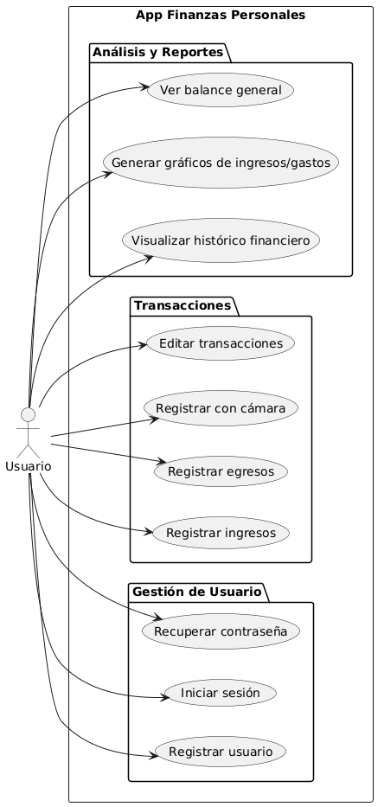 App Finanzas Personales
Análisis y Reportes
Ver balance general
Generar gráficos de ingresos/gastos
Visualizar histórico financiero
Transacciones
Editar transacciones
Registrar con cámara
Usuario
Registrar egresos
Registrar ingresos
Gestión de Usuario
Recuperar contraseña
Iniciar sesión
Registrar usuario